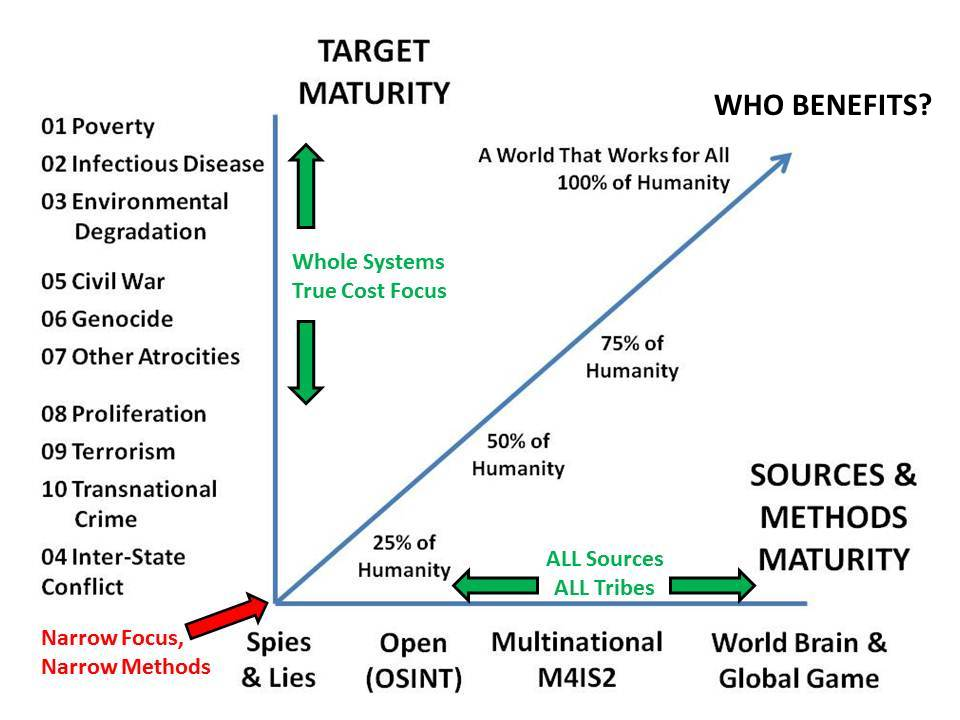 TARGET
MATURITY
WHO BENEFITS?
01 Poverty
02 Infectious Disease
03 Environmental
Degradation
05 Civil War
06 Genocide
07 Other Atrocities
08 Proliferation
09 Terrorism
10 Transnational
Crime
04 Inter-State
Conflict
Whole Systems
True Cost Focus
A World That Works for All
100% of Humanity
75% of
Humanity
50% of
Humanity
25% of
Humanity
SOURCES &
METHODS
MATURITY
ALL Sources
ALL Tribes
Narrow Focus,
Narrow Methods
Spies
& Lies
Open
(OSINT)
Multinational
M4IS2
World Brain &
Global Game